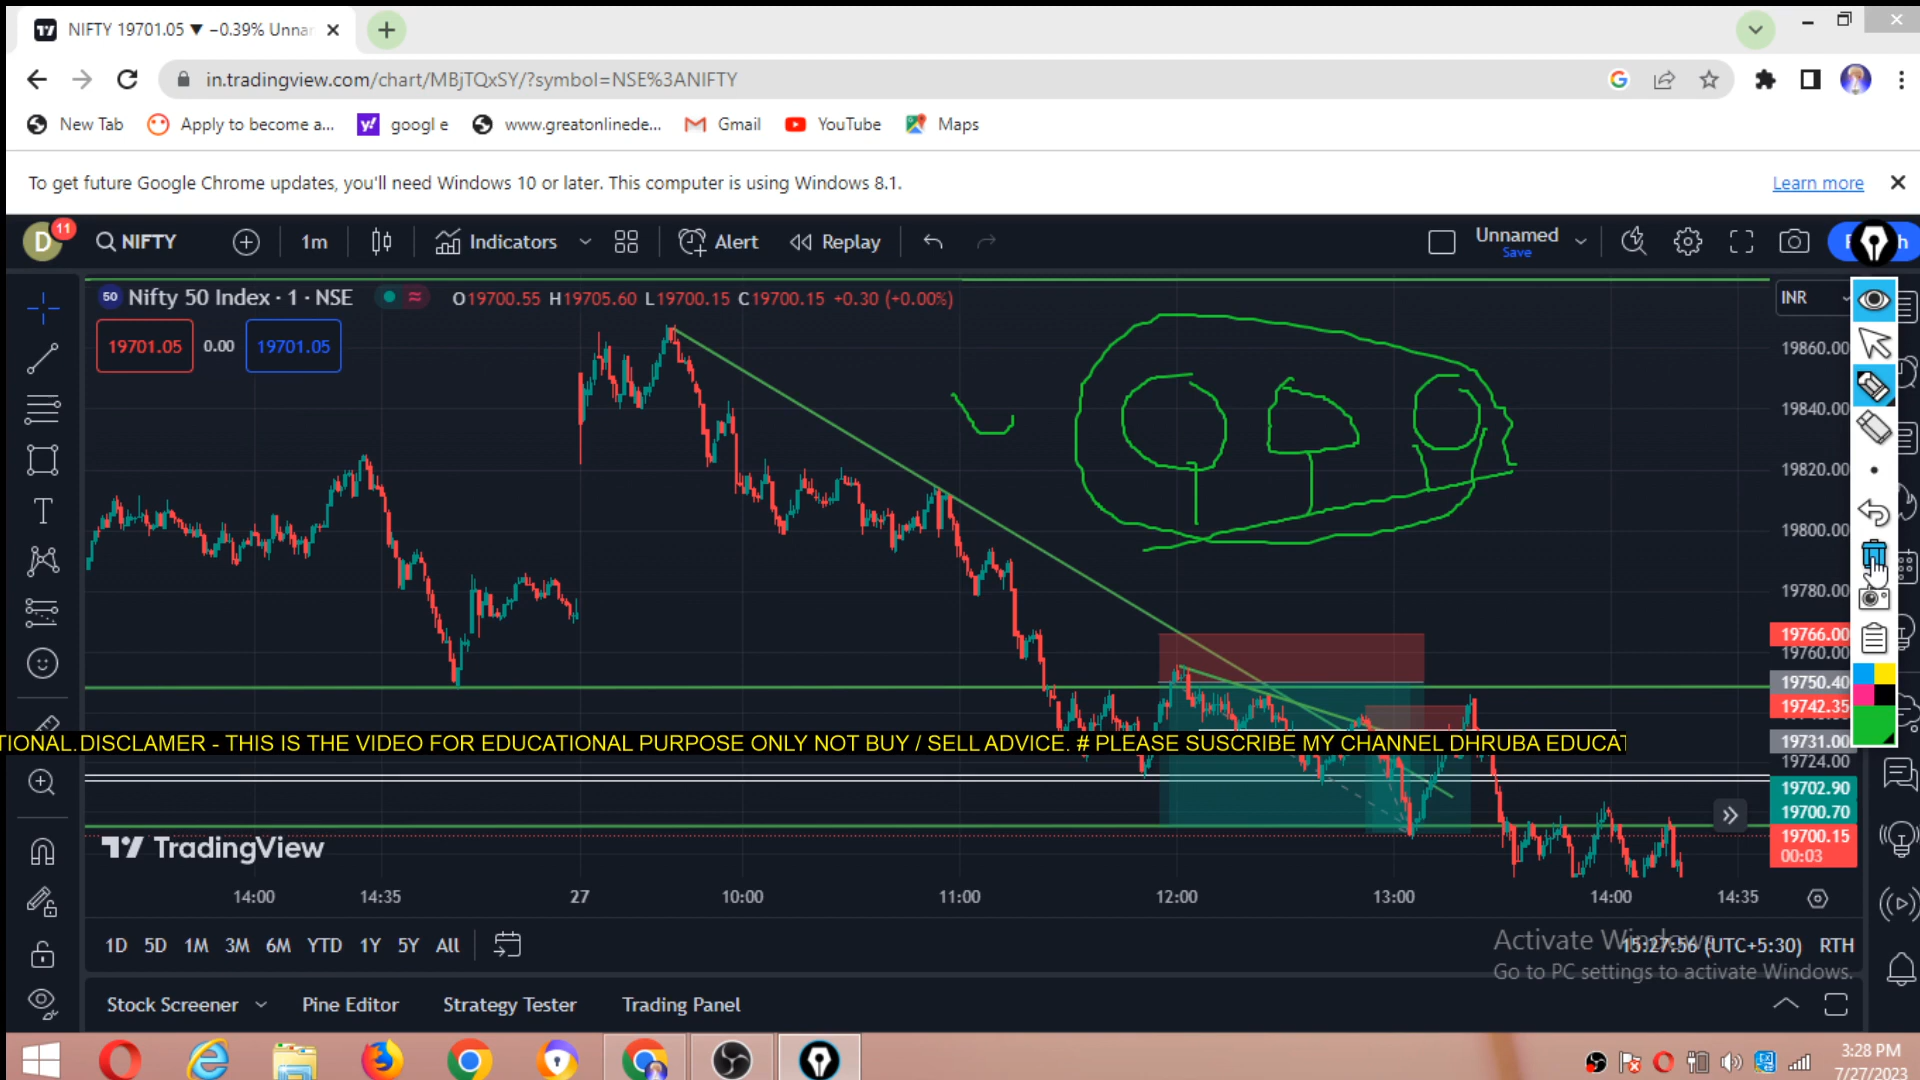 NIFTY 19701.05 ▼ −0.39% Unnar
in.tradingview.com/chart/MBjTQxSY/?symbol=NSE%3ANIFTY
New Tab Apply to become a... googl e www.greatonlinede... Gmail YouTube Maps
To get future Google Chrome updates, you'll need Windows 10 or later. This computer is using Windows 8.1. Learn more
D 11 NIFTY 1m Indicators Alert Replay Unnamed
Save
50 Nifty 50 Index · 1 · NSE O19700.55 H19705.60 L19700.15 C19700.15 +0.30 (+0.00%) INR
19701.05 0.00 19701.05
19860.00
19840.00
19820.00
19800.00
19780.00
19766.00
19760.00
19750.40
19742.35
TIONAL.DISCLAMER - THIS IS THE VIDEO FOR EDUCATIONAL PURPOSE ONLY NOT BUY / SELL ADVICE. # PLEASE SUSCRIBE MY CHANNEL DHRUBA EDUCAT
19731.00
19724.00
19702.90
19700.70
19700.15
00:03
TradingView
14:00 14:35 27 10:00 11:00 12:00 13:00 14:00 14:35
1D 5D 1M 3M 6M YTD 1Y 5Y All 15:27:56 (UTC+5:30) RTH
Activate Windows
Go to PC settings to activate Windows.
Stock Screener Pine Editor Strategy Tester Trading Panel
3:28 PM
7/27/2023